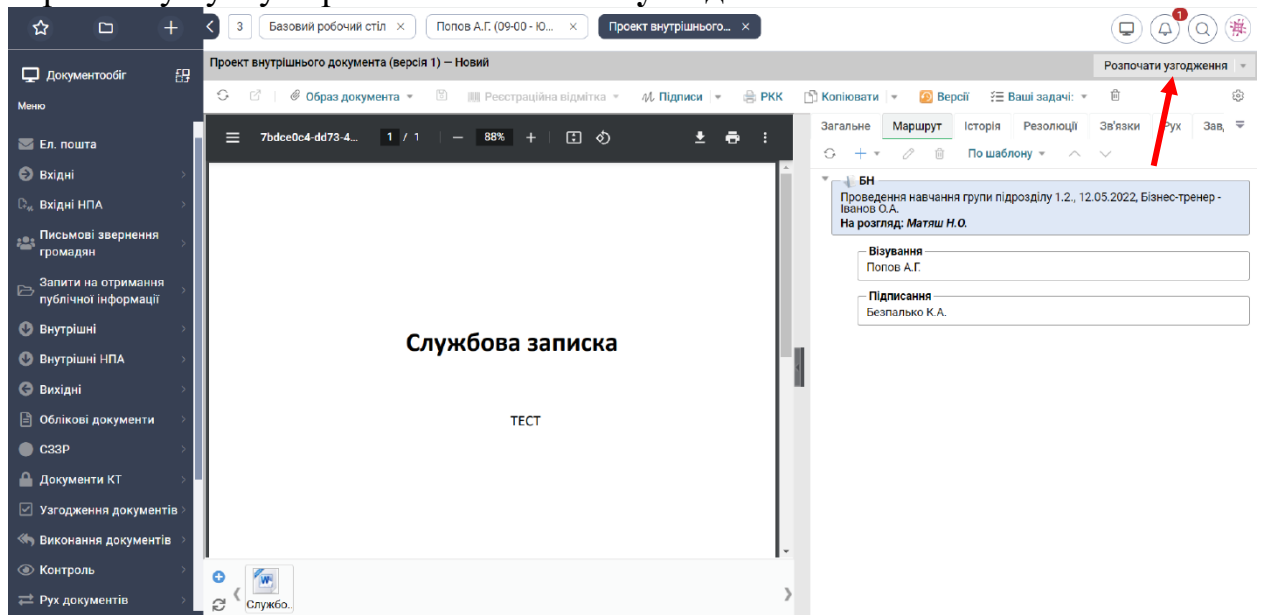 3
Базовий робочий стіл ×
Попов А.Г. (09-00 - Ю... ×
Проект внутрішнього... ×
1
Документообіг
Проект внутрішнього документа (версія 1) — Новий
Розпочати узгодження
Меню
Образ документа
Реєстраційна відмітка
Підписи
РКК
Копіювати
Версії
Ваші задачі:
7bdce0c4-dd73-4...
1 / 1
88%
Загальне
Маршрут
Історія
Резолюції
Зв'язки
Рух
Зав,
По шаблону
Ел. пошта
Вхідні
Вхідні НПА
Письмові звернення
громадян
Запити на отримання
публічної інформації
Внутрішні
Внутрішні НПА
Вихідні
Облікові документи
СЗЗР
Документи КТ
Узгодження документів
Виконання документів
Контроль
Рух документів
Службова записка
ТЕСТ
Службо..
БН
Проведення навчання групи підрозділу 1.2., 12.05.2022, Бізнес-тренер -
Іванов О.А.
На розгляд: Матяш Н.О.
Візування
Попов А.Г.
Підписання
Безпалько К.А.